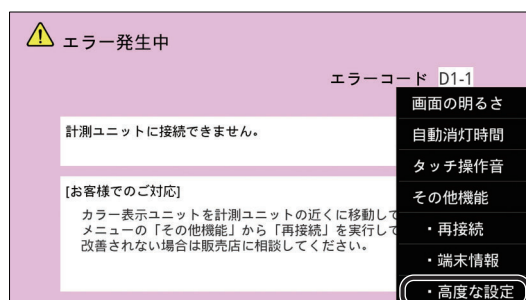 エラー発生中
エラーコード D1-1
計測ユニットに接続できません。
[お客様でのご対応]
カラー表示ユニットを計測ユニットの近くに移動して
メニューの「その他機能」から「再接続」を実行して
改善されない場合は販売店に相談してください。
画面の明るさ
自動消灯時間
タッチ操作音
その他機能
・再接続
・端末情報
・高度な設定